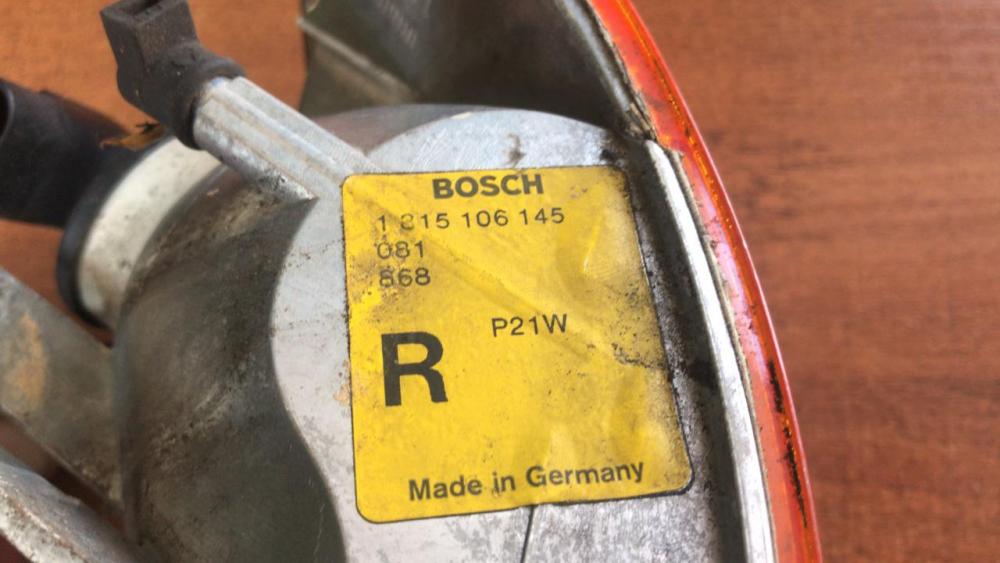 BOSCH
1 315 106 145
081
868
P21W
R
Made in Germany